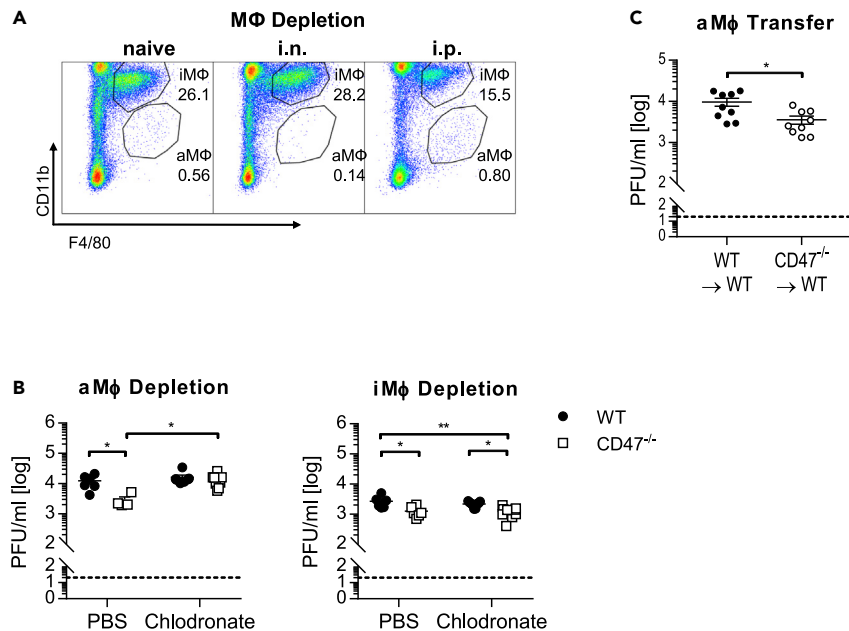 A
MΦ Depletion
naive
i.n.
i.p.
iMΦ
26.1
iMΦ
28,2
iMΦ
15.5
aMΦ
0.56
aMΦ
0.14
aMΦ
0.80
CD11b
F4/80
C
aMϕ Transfer
*
PFU/ml [log]
5
4
3
2
2
1
0
WT
→ WT
CD47-/-
→ WT
B
aMϕ Depletion
*
*
PFU/ml [log]
6
5
4
3
2
2
1
0
PBS
Chlodronate
iMϕ Depletion
**
*
*
PFU/ml [log]
6
5
4
3
2
2
1
0
PBS
Chlodronate
WT
CD47-/-